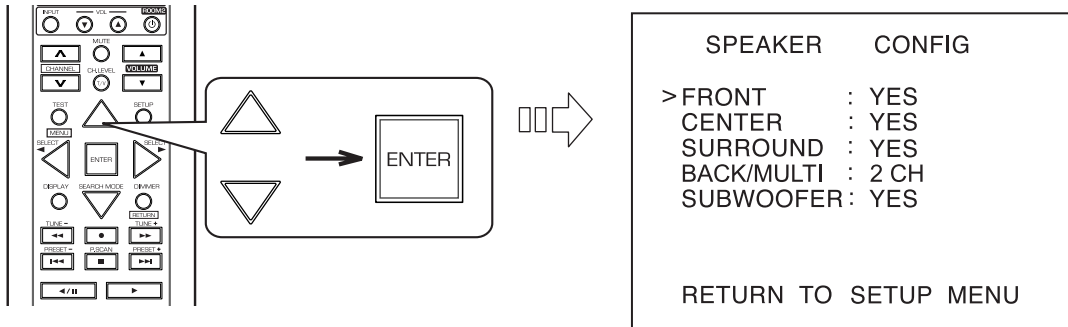 INPUT VOL ROOM2
MUTE
CHANNEL CH.LEVEL VOLUME
T/V
TEST SETUP
MENU
SELECT SELECT
ENTER
DISPLAY SEARCH MODE DIMMER
RETURN
TUNE − TUNE +
PRESET − P.SCAN PRESET +
ENTER
SPEAKER CONFIG
>FRONT : YES
CENTER : YES
SURROUND : YES
BACK/MULTI : 2 CH
SUBWOOFER : YES
RETURN TO SETUP MENU